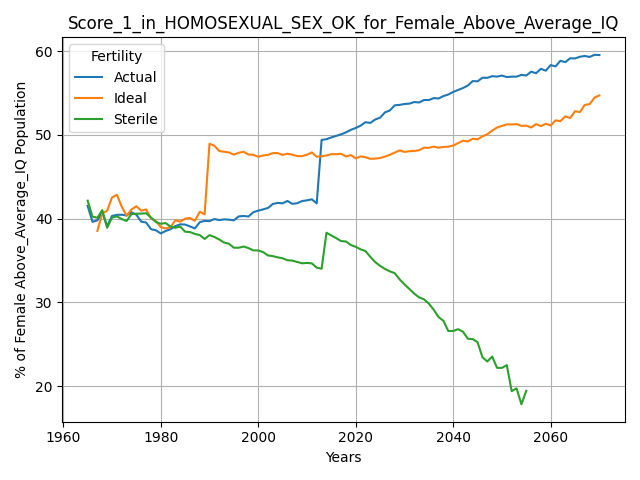 Score_1_in_HOMOSEXUAL_SEX_OK_for_Female_Above_Average_IQ
% of Female Above_Average_IQ Population
60
50
40
30
20
Fertility
Actual
Ideal
Sterile
1960 1980 2000 2020 2040 2060
Years